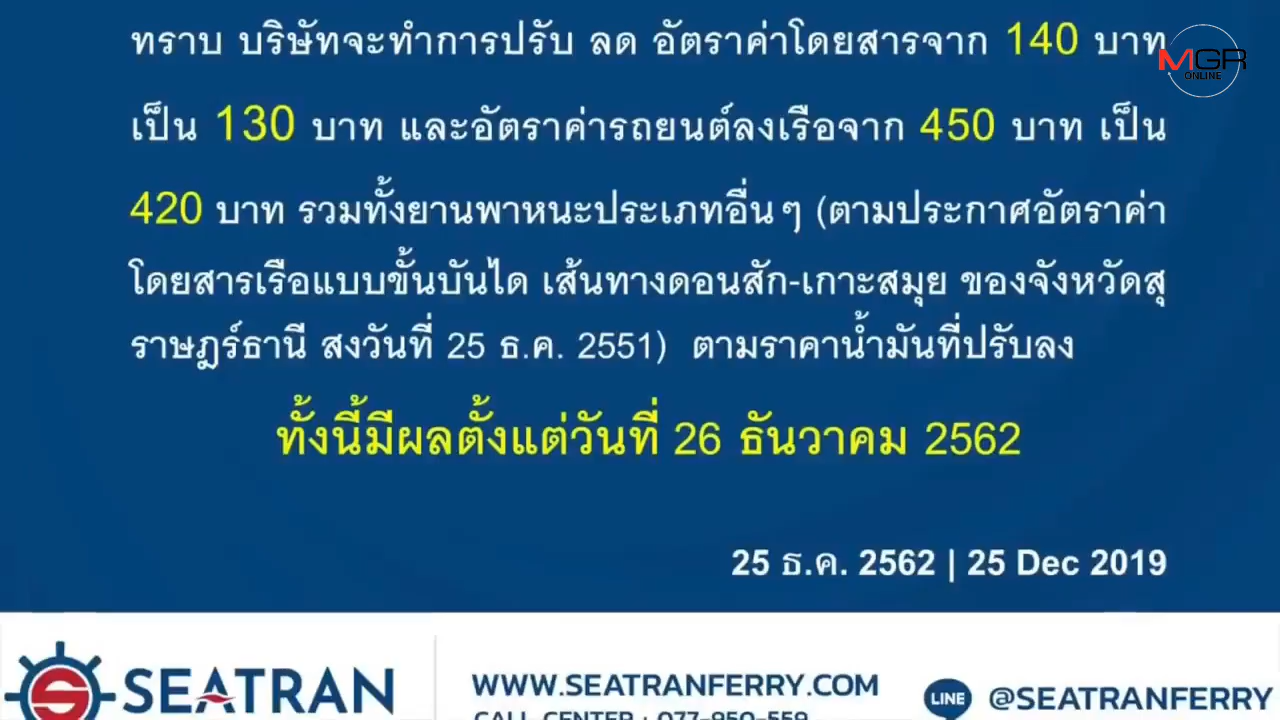 ทราบ บริษัทจะทำการปรับ ลด อัตราค่าโดยสารจาก 140 บาท
MGR
ONLINE
เป็น 130 บาท และอัตราค่ารถยนต์ลงเรือจาก 450 บาท เป็น
420 บาท รวมทั้งยานพาหนะประเภทอื่นๆ (ตามประกาศอัตราค่า
โดยสารเรือแบบขั้นบันได เส้นทางดอนสัก-เกาะสมุย ของจังหวัดสุ
ราษฎร์ธานี สงวันที่ 25 ธ.ค. 2551) ตามราคาน้ำมันที่ปรับลง
ทั้งนี้มีผลตั้งแต่วันที่ 26 ธันวาคม 2562
25 ธ.ค. 2562 | 25 Dec 2019
SEATRAN
WWW.SEATRANFERRY.COM
CALL CENTER : 077-950-559
LINE @SEATRANFERRY